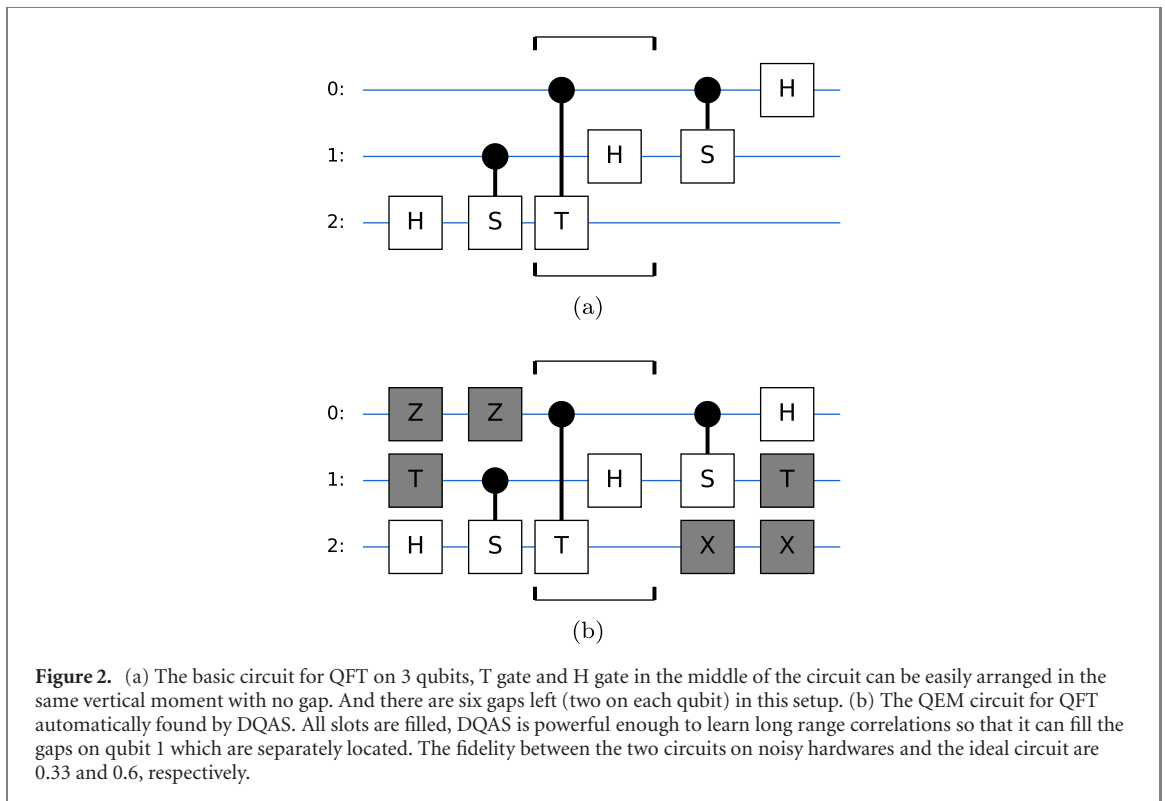 0: H
1: H S
2: H S T
(a)
0: Z Z H
1: T H S T
2: H S T X X
(b)
Figure 2. (a) The basic circuit for QFT on 3 qubits, T gate and H gate in the middle of the circuit can be easily arranged in the
same vertical moment with no gap. And there are six gaps left (two on each qubit) in this setup. (b) The QEM circuit for QFT
automatically found by DQAS. All slots are filled, DQAS is powerful enough to learn long range correlations so that it can fill the
gaps on qubit 1 which are separately located. The fidelity between the two circuits on noisy hardwares and the ideal circuit are
0.33 and 0.6, respectively.